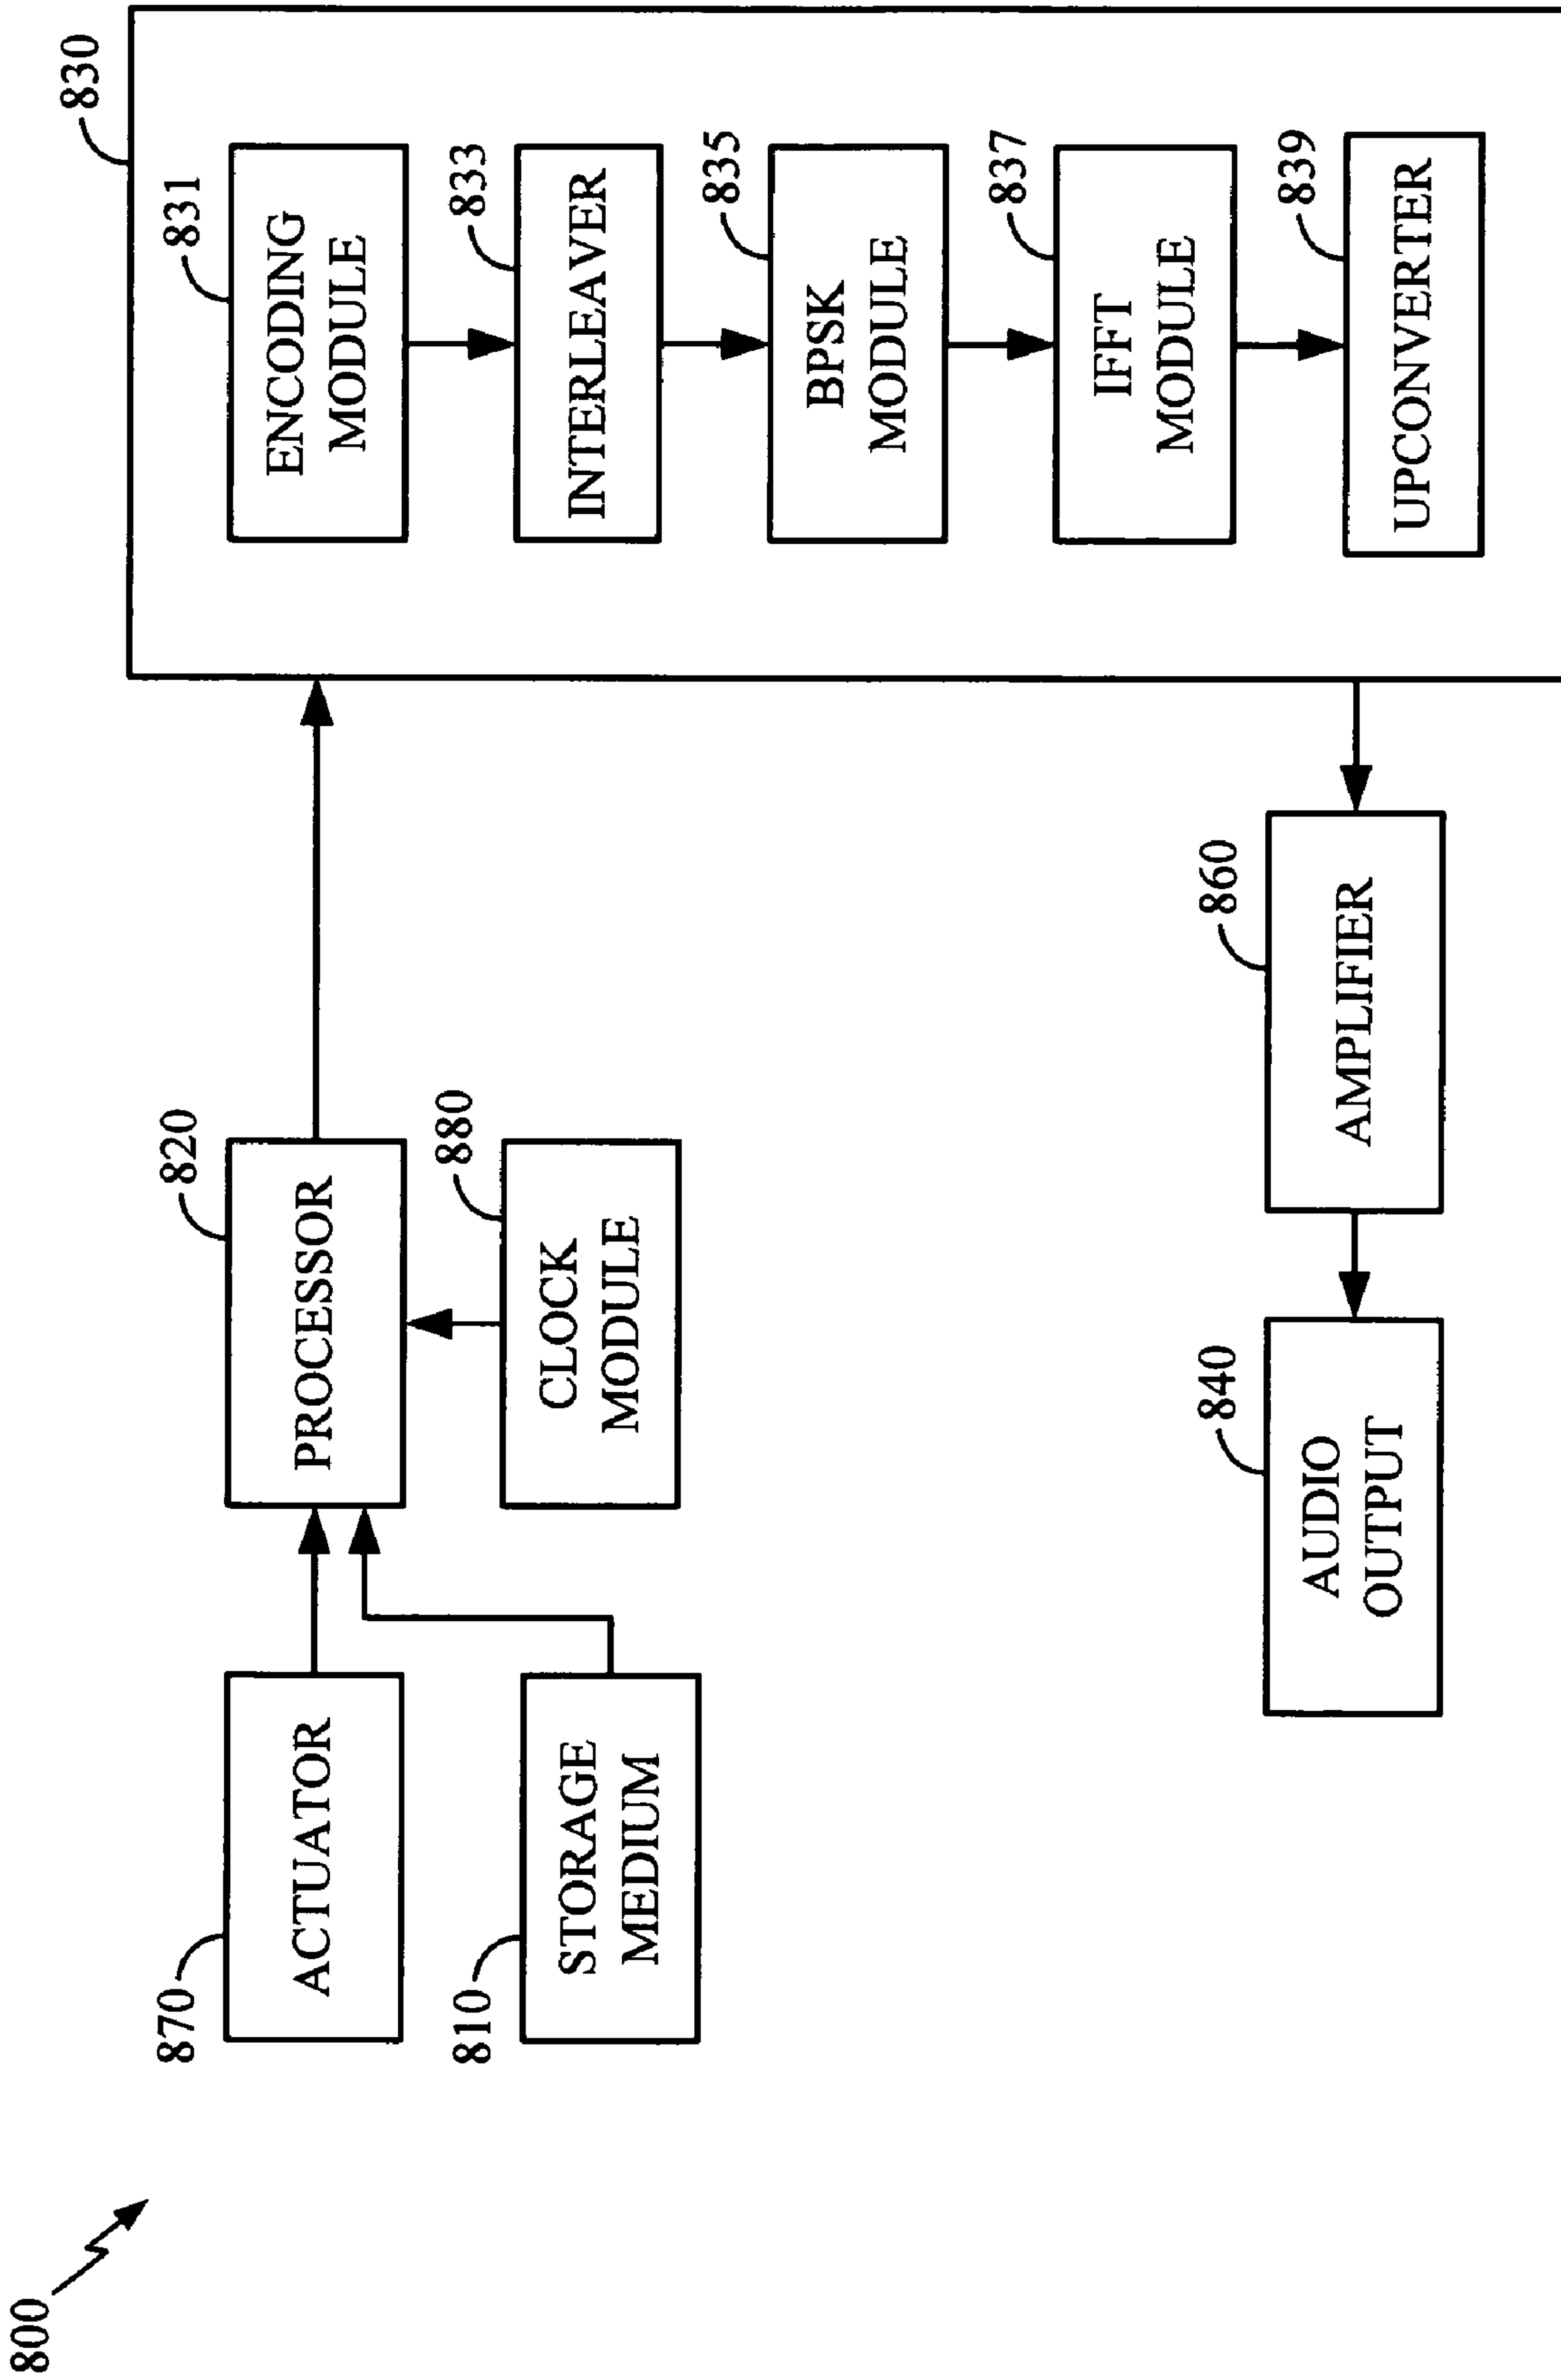 800
870
ACTUATOR
810
STORAGE
MEDIUM
820
PROCESSOR
880
CLOCK
MODULE
830
831
ENCODING
MODULE
833
INTERLEAVER
835
BPSK
MODULE
837
IFFT
MODULE
839
UPCONVERTER
860
AMPLIFIER
840
AUDIO
OUTPUT